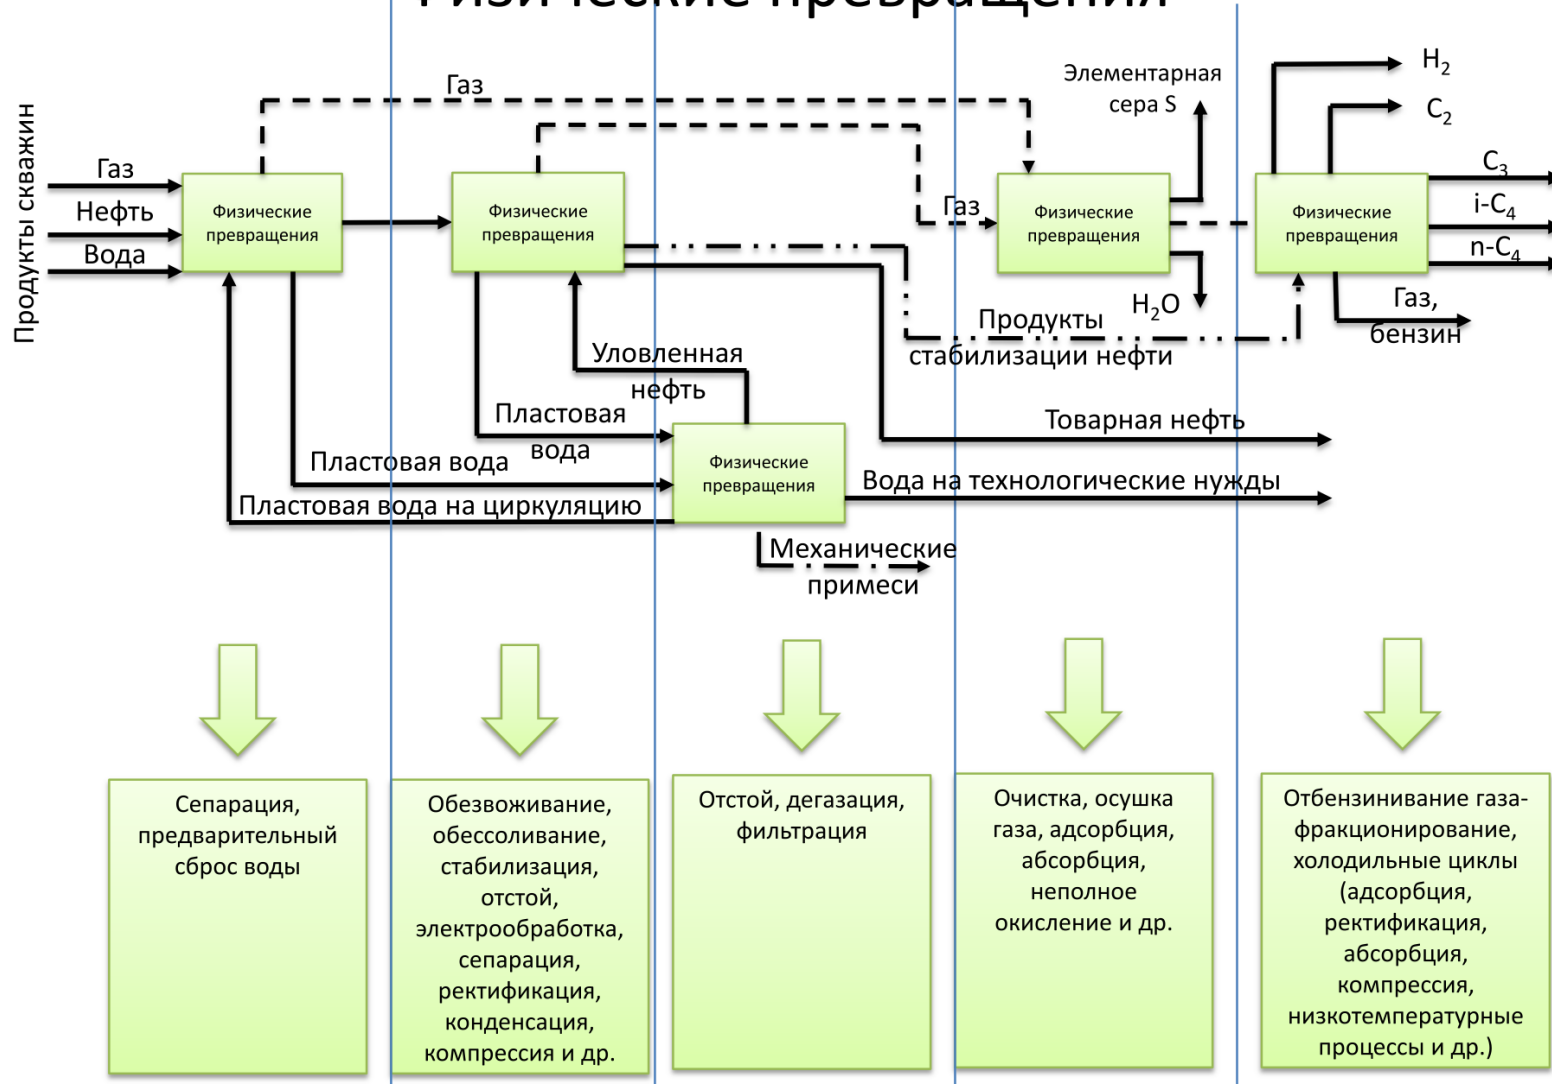 Физические превращения
Газ
Элементарная
сера S
H2
C2
Продукты скважин
Газ
Нефть
Вода
Физические
превращения
Физические
превращения
Газ
Физические
превращения
Физические
превращения
C3
i-C4
n-C4
H2O
Газ,
бензин
Продукты
стабилизации нефти
Уловленная
нефть
Пластовая
вода
Товарная нефть
Пластовая вода
Физические
превращения
Вода на технологические нужды
Пластовая вода на циркуляцию
Механические
примеси
Сепарация,
предварительный
сброс воды
Обезвоживание,
обессоливание,
стабилизация,
отстой,
электрообработка,
сепарация,
ректификация,
конденсация,
компрессия и др.
Отстой, дегазация,
фильтрация
Очистка, осушка
газа, адсорбция,
абсорбция,
неполное
окисление и др.
Отбензинивание газа-
фракционирование,
холодильные циклы
(адсорбция,
ректификация,
абсорбция,
компрессия,
низкотемпературные
процессы и др.)